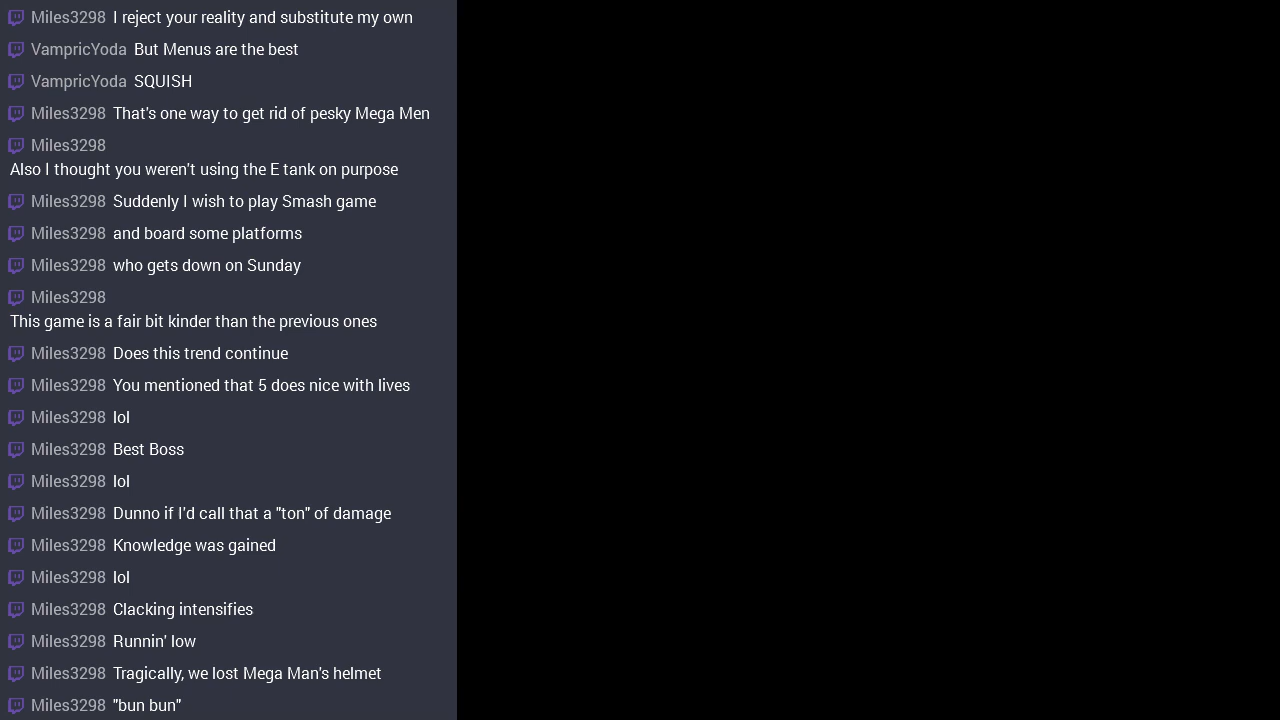 Miles3298 I reject your reality and substitute my own
VampricYoda But Menus are the best
VampricYoda SQUISH
Miles3298 That's one way to get rid of pesky Mega Men
Miles3298
Also I thought you weren't using the E tank on purpose
Miles3298 Suddenly I wish to play Smash game
Miles3298 and board some platforms
Miles3298 who gets down on Sunday
Miles3298
This game is a fair bit kinder than the previous ones
Miles3298 Does this trend continue
Miles3298 You mentioned that 5 does nice with lives
Miles3298 lol
Miles3298 Best Boss
Miles3298 lol
Miles3298 Dunno if I'd call that a "ton" of damage
Miles3298 Knowledge was gained
Miles3298 lol
Miles3298 Clacking intensifies
Miles3298 Runnin' low
Miles3298 Tragically, we lost Mega Man's helmet
Miles3298 "bun bun"